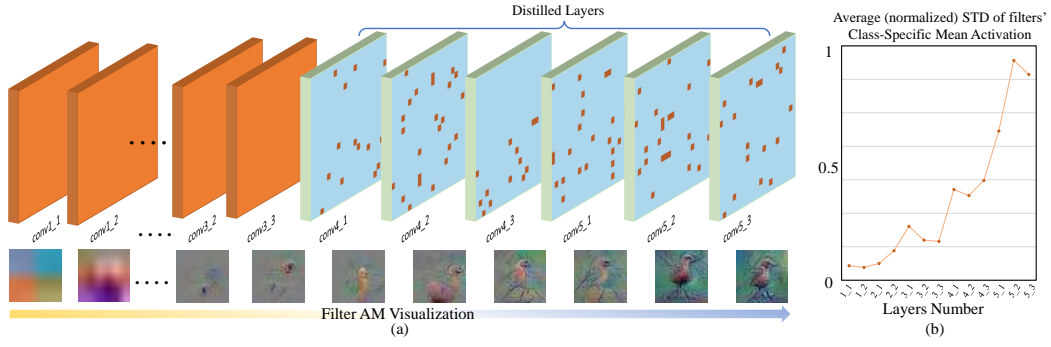 Distilled Layers
conv1_1
conv1_2
conv3_2
conv3_3
conv4_1
conv4_2
conv4_3
conv5_1
conv5_2
conv5_3
Filter AM Visualization
(a)
Average (normalized) STD of filters'
Class-Specific Mean Activation
1
0.5
0
1_1
1_2
2_1
2_2
3_1
3_2
3_3
4_1
4_2
4_3
5_1
5_2
5_3
Layers Number
(b)